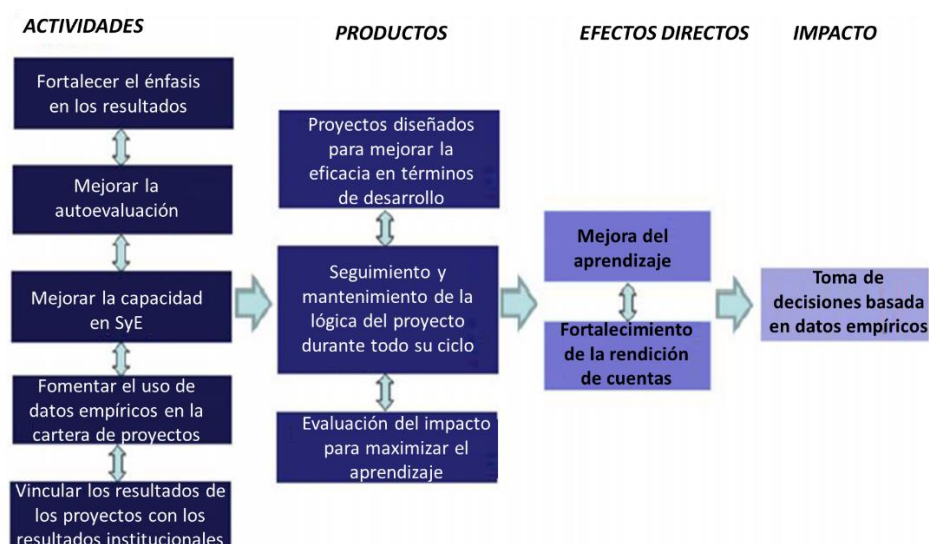 ACTIVIDADES
PRODUCTOS
EFECTOS DIRECTOS
IMPACTO
Fortalecer el énfasis
en los resultados
Mejorar la
autoevaluación
Mejorar la capacidad
en SyE
Fomentar el uso de
datos empíricos en la
cartera de proyectos
Vincular los resultados de
los proyectos con los
resultados institucionales
Proyectos diseñados
para mejorar la
eficacia en términos
de desarrollo
Seguimiento y
mantenimiento de la
lógica del proyecto
durante todo su ciclo
Evaluación del impacto
para maximizar el
aprendizaje
Mejora del
aprendizaje
Fortalecimiento
de la rendición
de cuentas
Toma de
decisiones basada
en datos empíricos